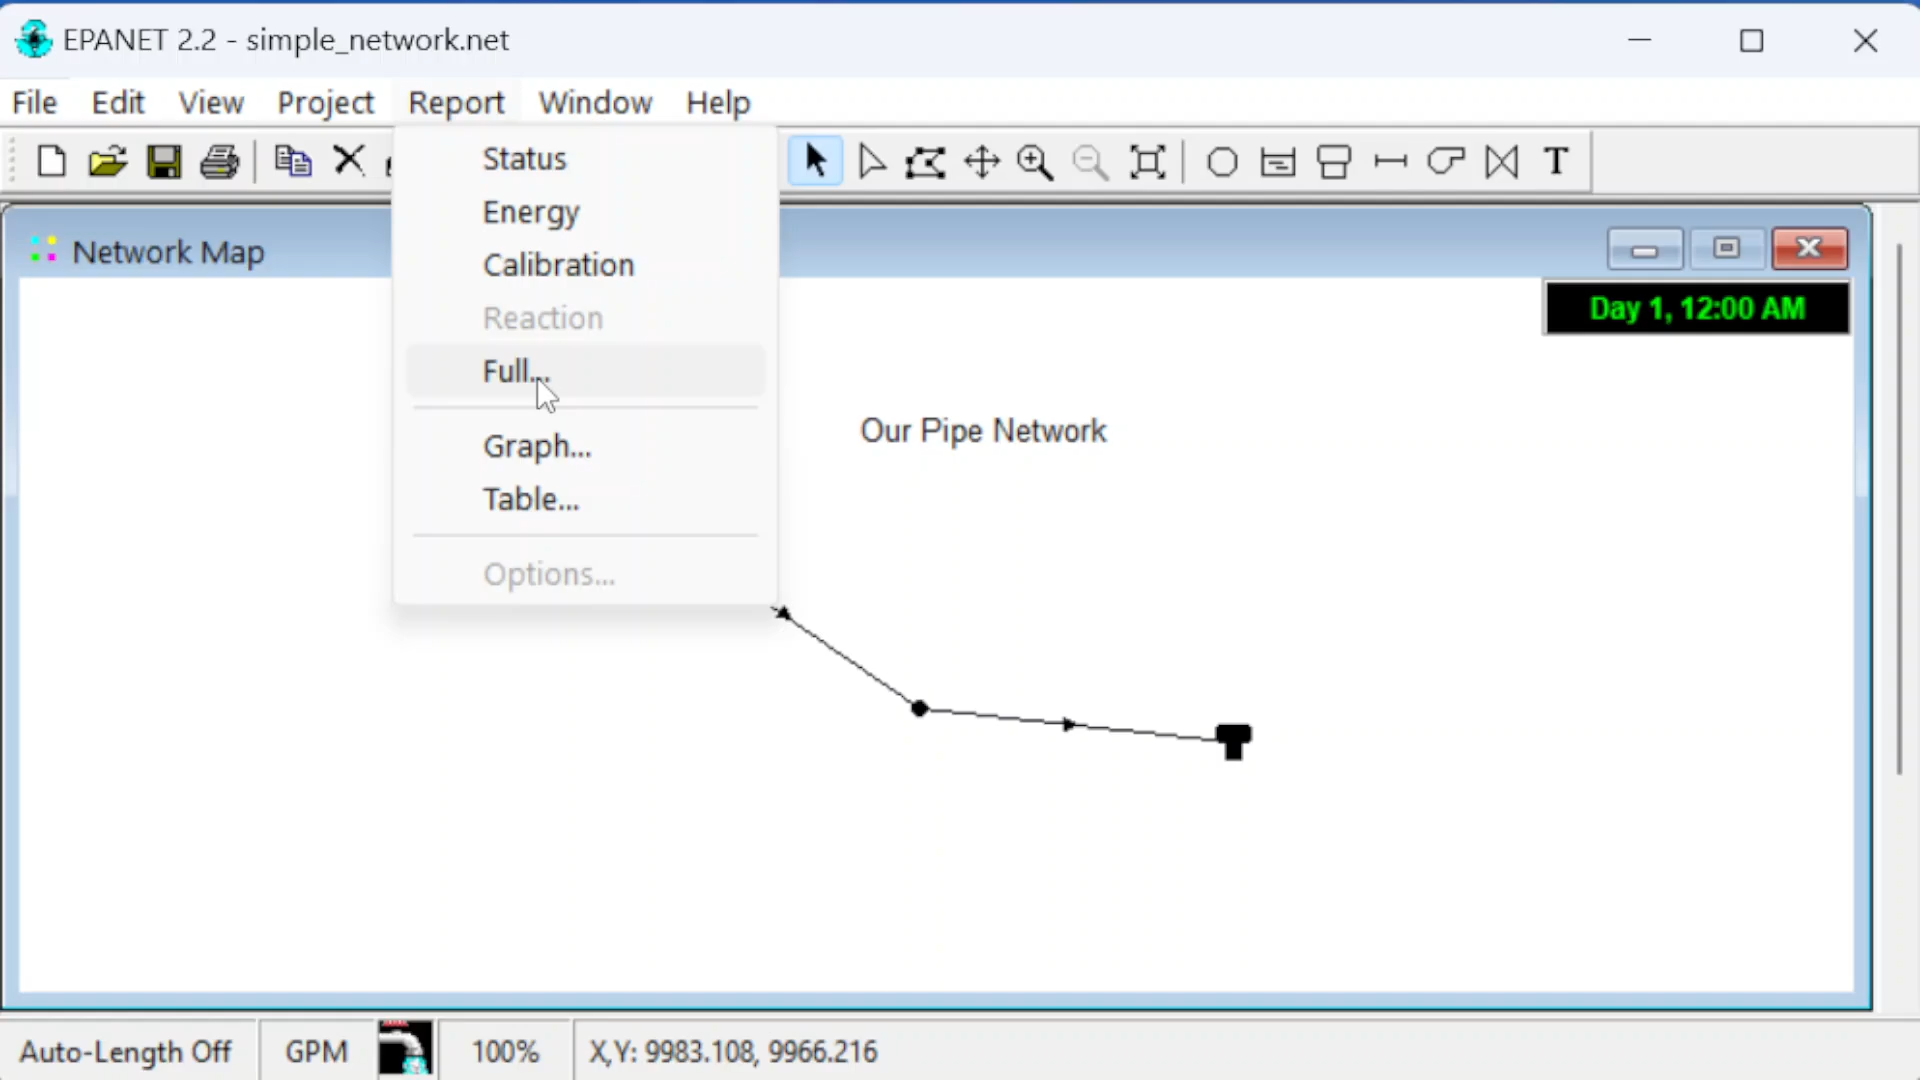 EPANET 2.2 - simple_network.net
File Edit View Project Report Window Help
T
Status
Energy
Calibration
Reaction
Full...
Graph...
Table...
Options...
Network Map
Day 1, 12:00 AM
Our Pipe Network
Auto-Length Off GPM 100% X,Y: 9983.108, 9966.216